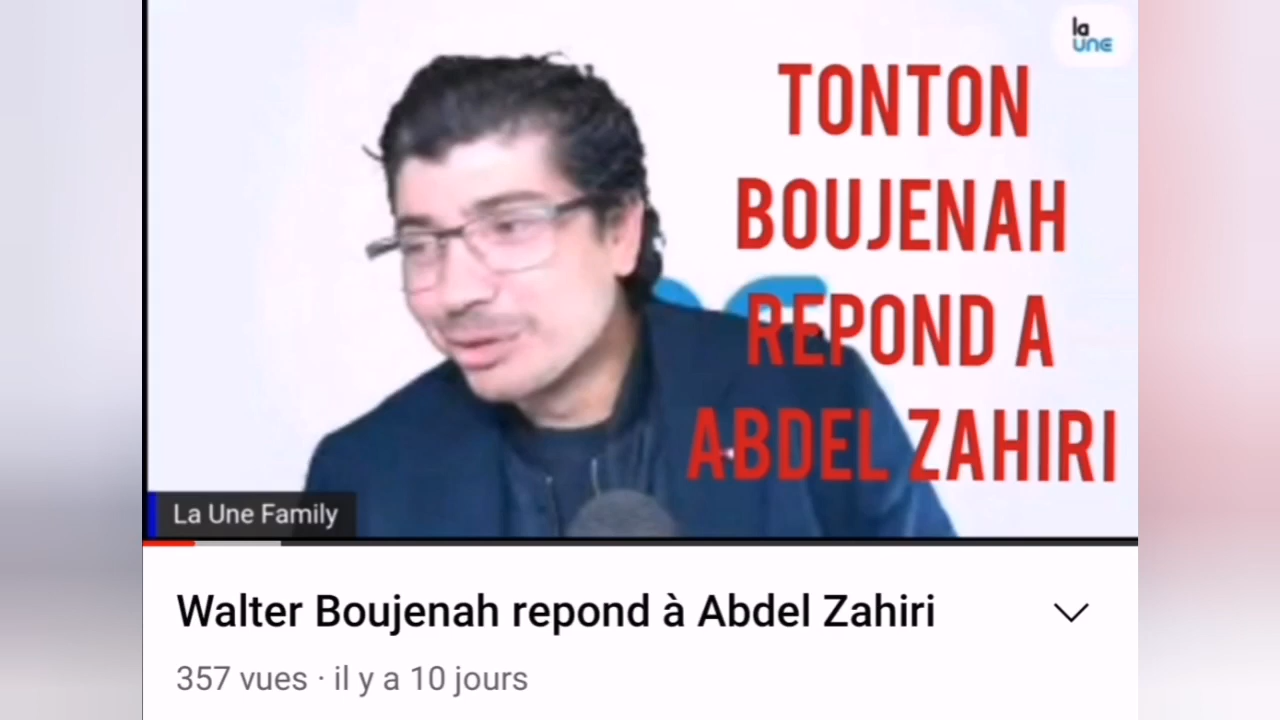 la
une
TONTON
BOUJENAH
REPOND A
ABDEL ZAHIRI
La Une Family
Walter Boujenah repond à Abdel Zahiri
357 vues · il y a 10 jours